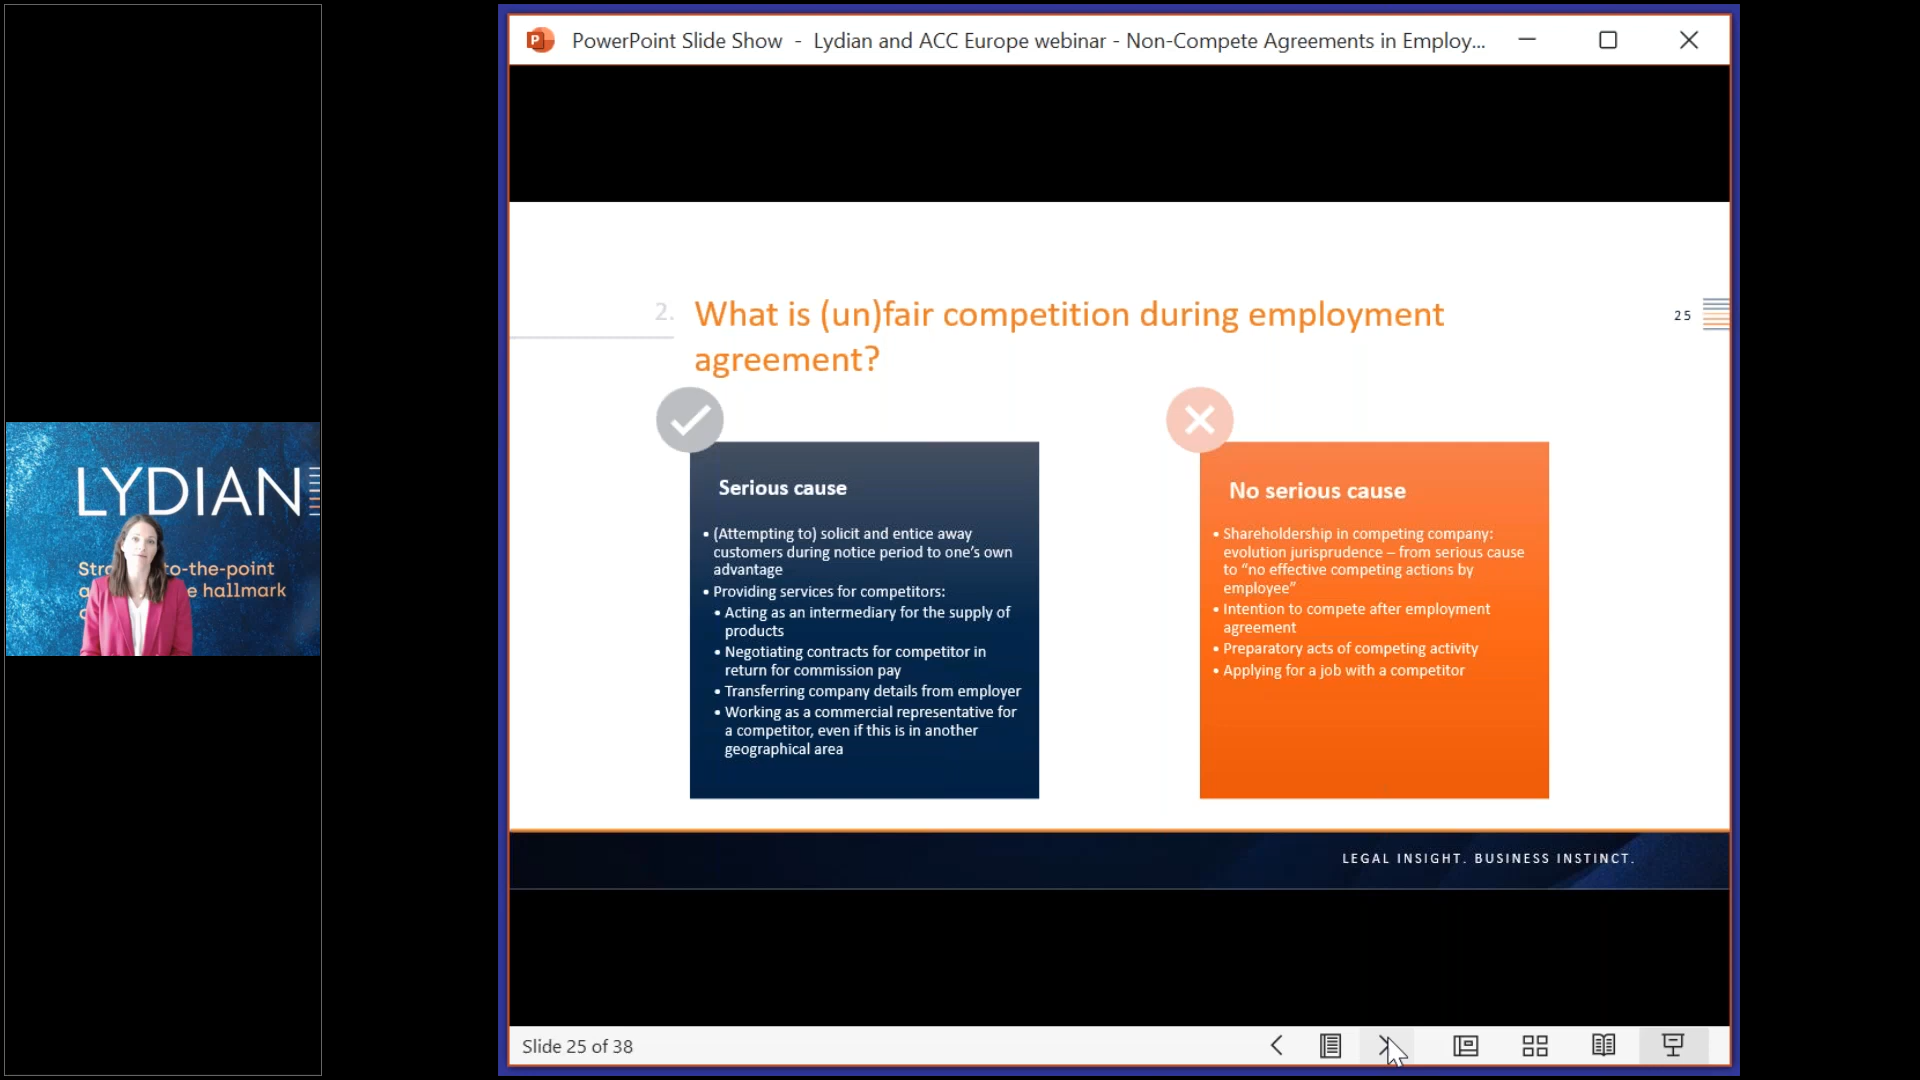 PowerPoint Slide Show - Lydian and ACC Europe webinar - Non-Compete Agreements in Employ...
LYDIAN
to-the-point
e hallmark
2. What is (un)fair competition during employment
agreement?
25
Serious cause
• (Attempting to) solicit and entice away
customers during notice period to one's own
advantage
• Providing services for competitors:
• Acting as an intermediary for the supply of
products
• Negotiating contracts for competitor in
return for commission pay
• Transferring company details from employer
• Working as a commercial representative for
a competitor, even if this is in another
geographical area
No serious cause
• Shareholdership in competing company:
evolution jurisprudence – from serious cause
to “no effective competing actions by
employee”
• Intention to compete after employment
agreement
• Preparatory acts of competing activity
• Applying for a job with a competitor
LEGAL INSIGHT. BUSINESS INSTINCT.
Slide 25 of 38